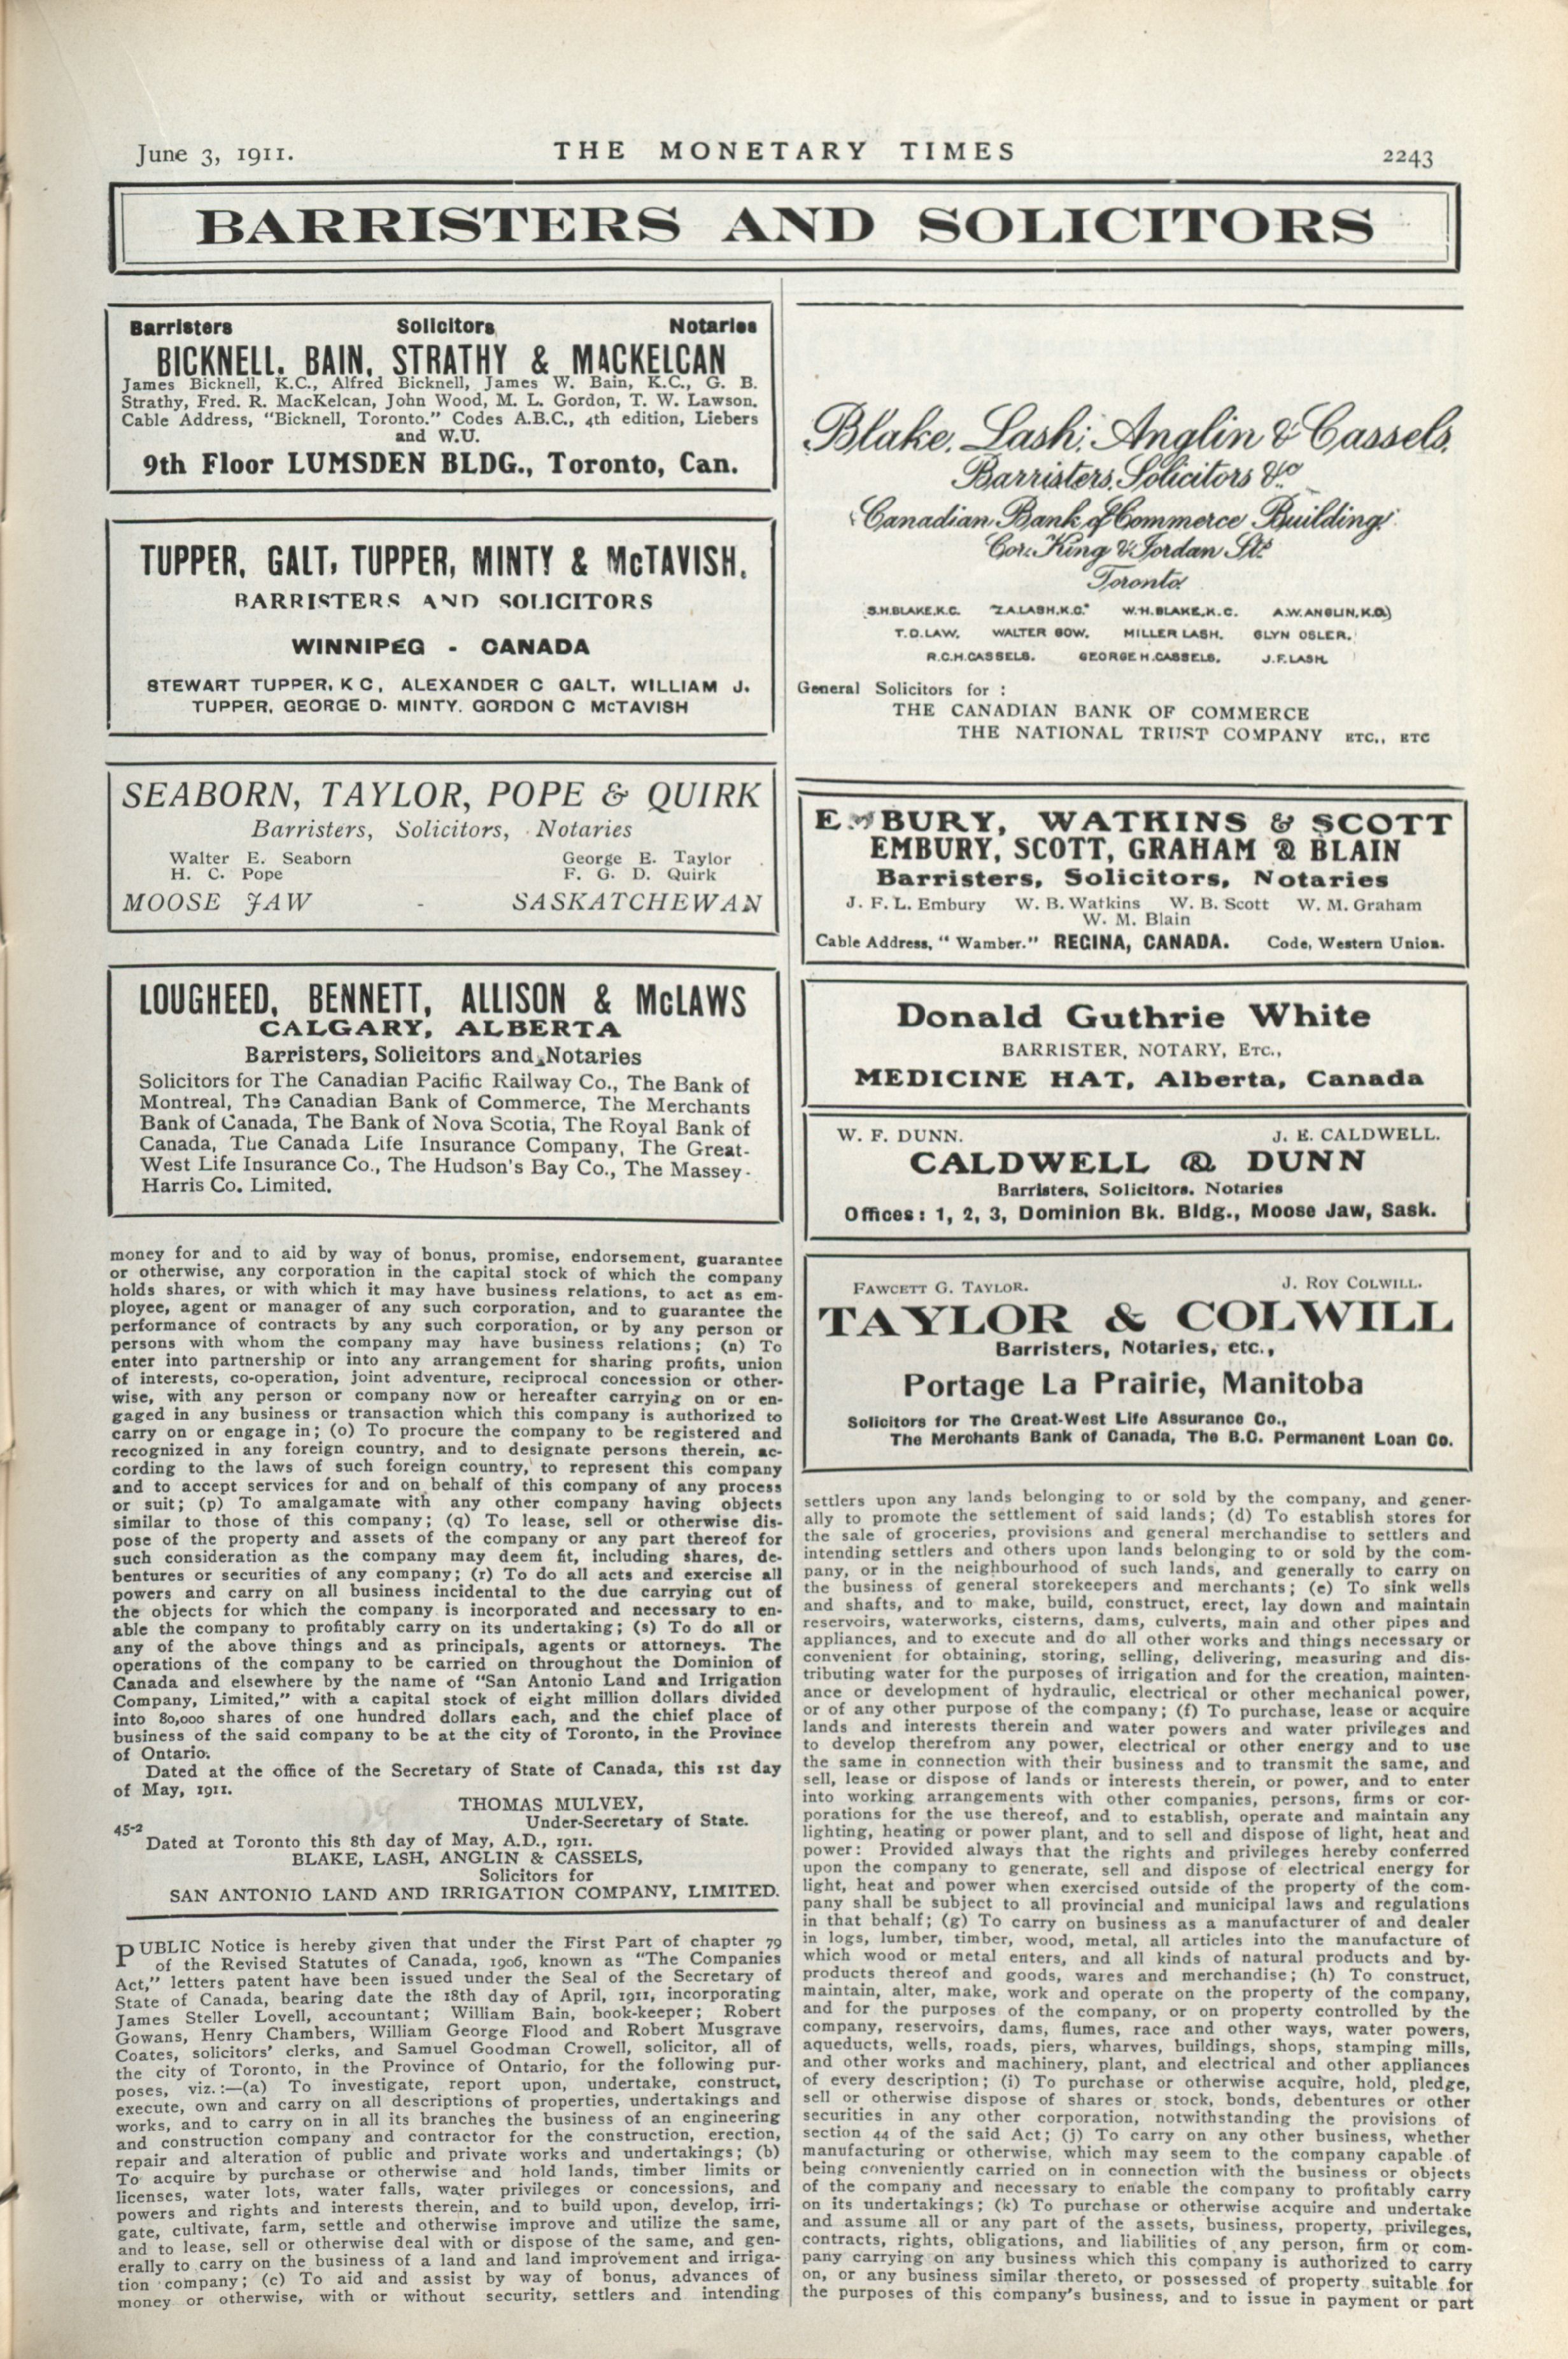 June 3, 1911.
THE MONETARY TIMES
2243
BARRISTERS AND SOLICITORS
Barristers Solicitors Notaries
BICKNELL, BAIN, STRATHY & MACKELCAN
James Bicknell, K.C., Alfred Bicknell, James W. Bain, K.C., G. B.
Strathy, Fred. R. MacKelcan, John Wood, M. L. Gordon, T. W. Lawson.
Cable Address, "Bicknell, Toronto." Codes A.B.C., 4th edition, Liebers
and W.U.
9th Floor LUMSDEN BLDG., Toronto, Can.
TUPPER, GALT, TUPPER, MINTY & McTAVISH.
BARRISTERS AND SOLICITORS
WINNIPEG - CANADA
STEWART TUPPER, K C, ALEXANDER C GALT, WILLIAM J.
TUPPER, GEORGE D. MINTY. GORDON C McTAVISH
SEABORN, TAYLOR, POPE & QUIRK
Barristers, Solicitors, Notaries
Walter E. Seaborn George E. Taylor
H. C. Pope F. G. D. Quirk
MOOSE JAW - SASKATCHEWAN
LOUGHEED, BENNETT, ALLISON & McLAWS
CALGARY, ALBERTA
Barristers, Solicitors and Notaries
Solicitors for The Canadian Pacific Railway Co., The Bank of
Montreal, The Canadian Bank of Commerce, The Merchants
Bank of Canada, The Bank of Nova Scotia, The Royal Bank of
Canada, The Canada Life Insurance Company, The Great-
West Life Insurance Co., The Hudson's Bay Co., The Massey-
Harris Co. Limited.
money for and to aid by way of bonus, promise, endorsement, guarantee
or otherwise, any corporation in the capital stock of which the company
holds shares, or with which it may have business relations, to act as em-
ployee, agent or manager of any such corporation, and to guarantee the
performance of contracts by any such corporation, or by any person or
persons with whom the company may have business relations; (n) To
enter into partnership or into any arrangement for sharing profits, union
of interests, co-operation, joint adventure, reciprocal concession or other-
wise, with any person or company now or hereafter carrying on or en-
gaged in any business or transaction which this company is authorized to
carry on or engage in; (o) To procure the company to be registered and
recognized in any foreign country, and to designate persons therein, ac-
cording to the laws of such foreign country, to represent this company
and to accept services for and on behalf of this company of any process
or suit; (p) To amalgamate with any other company having objects
similar to those of this company; (q) To lease, sell or otherwise dis-
pose of the property and assets of the company or any part thereof for
such consideration as the company may deem fit, including shares, de-
bentures or securities of any company; (r) To do all acts and exercise all
powers and carry on all business incidental to the due carrying out of
the objects for which the company is incorporated and necessary to en-
able the company to profitably carry on its undertaking; (s) To do all or
any of the above things and as principals, agents or attorneys. The
operations of the company to be carried on throughout the Dominion of
Canada and elsewhere by the name of "San Antonio Land and Irrigation
Company, Limited," with a capital stock of eight million dollars divided
into 80,000 shares of one hundred dollars each, and the chief place of
business of the said company to be at the city of Toronto, in the Province
of Ontario.
Dated at the office of the Secretary of State of Canada, this 1st day
of May, 1911.
THOMAS MULVEY,
Under-Secretary of State.
45-2
Dated at Toronto this 8th day of May, A.D., 1911.
BLAKE, LASH, ANGLIN & CASSELS,
Solicitors for
SAN ANTONIO LAND AND IRRIGATION COMPANY, LIMITED.
PUBLIC Notice is hereby given that under the First Part of chapter 79
of the Revised Statutes of Canada, 1906, known as "The Companies
Act," letters patent have been issued under the Seal of the Secretary of
State of Canada, bearing date the 18th day of April, 1911, incorporating
James Steller Lovell, accountant; William Bain, book-keeper; Robert
Gowans, Henry Chambers, William George Flood and Robert Musgrave
Coates, solicitors' clerks, and Samuel Goodman Crowell, solicitor, all of
the city of Toronto, in the Province of Ontario, for the following pur-
poses, viz.:—(a) To investigate, report upon, undertake, construct,
execute, own and carry on all descriptions of properties, undertakings and
works, and to carry on in all its branches the business of an engineering
and construction company and contractor for the construction, erection,
repair and alteration of public and private works and undertakings; (b)
To acquire by purchase or otherwise and hold lands, timber limits or
licenses, water lots, water falls, water privileges or concessions, and
powers and rights and interests therein, and to build upon, develop, irri-
gate, cultivate, farm, settle and otherwise improve and utilize the same,
and to lease, sell or otherwise deal with or dispose of the same, and gen-
erally to carry on the business of a land and land improvement and irriga-
tion company; (c) To aid and assist by way of bonus, advances of
money or otherwise, with or without security, settlers and intending
Blake, Lash, Anglin & Cassels,
Barristers, Solicitors &c
Canadian Bank of Commerce Building,
Cor. King & Jordan Sts
Toronto
S.H.BLAKE,K.C. Z.A.LASH,K.C. W.H.BLAKE,K.C. A.W.ANGLIN,K.C.
T.D.LAW. WALTER GOW. MILLER LASH. GLYN OSLER.
R.C.H.CASSELS. GEORGE H.CASSELS. J.F.LASH.
General Solicitors for :
THE CANADIAN BANK OF COMMERCE
THE NATIONAL TRUST COMPANY ETC., ETC
EMBURY, WATKINS & SCOTT
EMBURY, SCOTT, GRAHAM & BLAIN
Barristers, Solicitors, Notaries
J. F. L. Embury W. B. Watkins W. B. Scott W. M. Graham
W. M. Blain
Cable Address, "Wamber." REGINA, CANADA. Code, Western Union.
Donald Guthrie White
BARRISTER, NOTARY, ETC.,
MEDICINE HAT, Alberta, Canada
W. F. DUNN. J. E. CALDWELL.
CALDWELL & DUNN
Barristers, Solicitors. Notaries
Offices: 1, 2, 3, Dominion Bk. Bldg., Moose Jaw, Sask.
FAWCETT G. TAYLOR. J. ROY COLWILL.
TAYLOR & COLWILL
Barristers, Notaries, etc.,
Portage La Prairie, Manitoba
Solicitors for The Great-West Life Assurance Co.,
The Merchants Bank of Canada, The B.C. Permanent Loan Co.
settlers upon any lands belonging to or sold by the company, and gener-
ally to promote the settlement of said lands; (d) To establish stores for
the sale of groceries, provisions and general merchandise to settlers and
intending settlers and others upon lands belonging to or sold by the com-
pany, or in the neighbourhood of such lands, and generally to carry on
the business of general storekeepers and merchants; (e) To sink wells
and shafts, and to make, build, construct, erect, lay down and maintain
reservoirs, waterworks, cisterns, dams, culverts, main and other pipes and
appliances, and to execute and do all other works and things necessary or
convenient for obtaining, storing, selling, delivering, measuring and dis-
tributing water for the purposes of irrigation and for the creation, mainten-
ance or development of hydraulic, electrical or other mechanical power,
or of any other purpose of the company; (f) To purchase, lease or acquire
lands and interests therein and water powers and water privileges and
to develop therefrom any power, electrical or other energy and to use
the same in connection with their business and to transmit the same, and
sell, lease or dispose of lands or interests therein, or power, and to enter
into working arrangements with other companies, persons, firms or cor-
porations for the use thereof, and to establish, operate and maintain any
lighting, heating or power plant, and to sell and dispose of light, heat and
power: Provided always that the rights and privileges hereby conferred
upon the company to generate, sell and dispose of electrical energy for
light, heat and power when exercised outside of the property of the com-
pany shall be subject to all provincial and municipal laws and regulations
in that behalf; (g) To carry on business as a manufacturer of and dealer
in logs, lumber, timber, wood, metal, all articles into the manufacture of
which wood or metal enters, and all kinds of natural products and by-
products thereof and goods, wares and merchandise; (h) To construct,
maintain, alter, make, work and operate on the property of the company,
and for the purposes of the company, or on property controlled by the
company, reservoirs, dams, flumes, race and other ways, water powers,
aqueducts, wells, roads, piers, wharves, buildings, shops, stamping mills,
and other works and machinery, plant, and electrical and other appliances
of every description; (i) To purchase or otherwise acquire, hold, pledge,
sell or otherwise dispose of shares or stock, bonds, debentures or other
securities in any other corporation, notwithstanding the provisions of
section 44 of the said Act; (j) To carry on any other business, whether
manufacturing or otherwise, which may seem to the company capable of
being conveniently carried on in connection with the business or objects
of the company and necessary to enable the company to profitably carry
on its undertakings; (k) To purchase or otherwise acquire and undertake
and assume all or any part of the assets, business, property, privileges,
contracts, rights, obligations, and liabilities of any person, firm or com-
pany carrying on any business which this company is authorized to carry
on, or any business similar thereto, or possessed of property suitable for
the purposes of this company's business, and to issue in payment or part